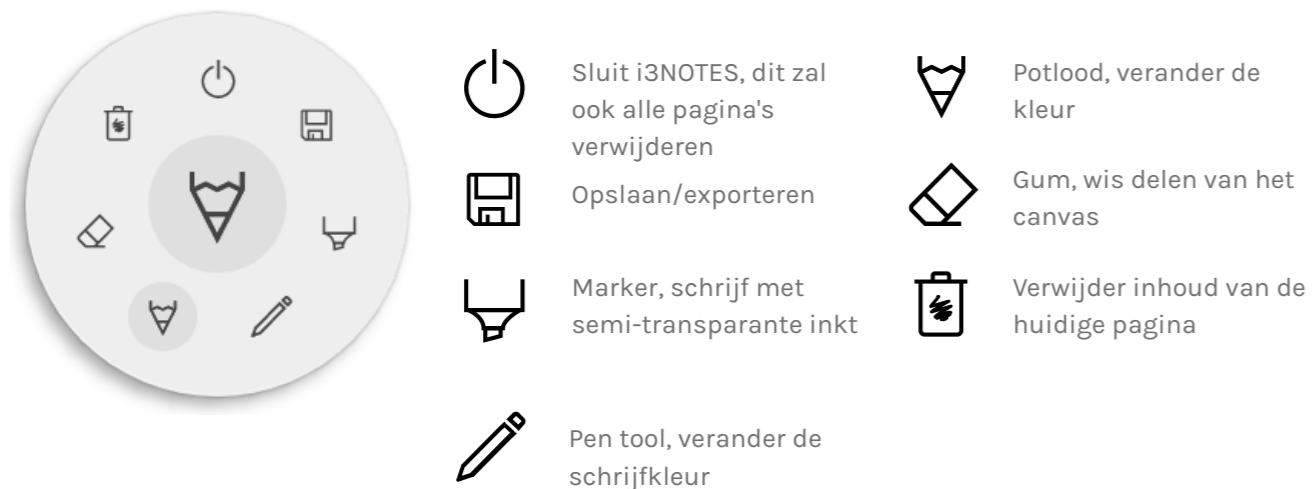 Sluit i3NOTES, dit zal
ook alle pagina's
verwijderen
Opslaan/exporteren
Marker, schrijf met
semi-transparante inkt
Pen tool, verander de
schrijfkleur
Potlood, verander de
kleur
Gum, wis delen van het
canvas
Verwijder inhoud van de
huidige pagina